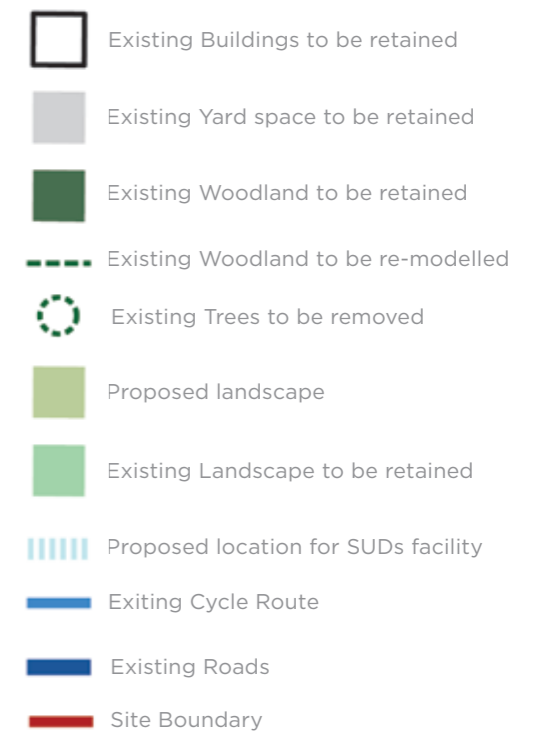 Existing Buildings to be retained
Existing Yard space to be retained
Existing Woodland to be retained
Existing Woodland to be re-modelled
Existing Trees to be removed
Proposed landscape
Existing Landscape to be retained
Proposed location for SUDs facility
Exiting Cycle Route
Existing Roads
Site Boundary